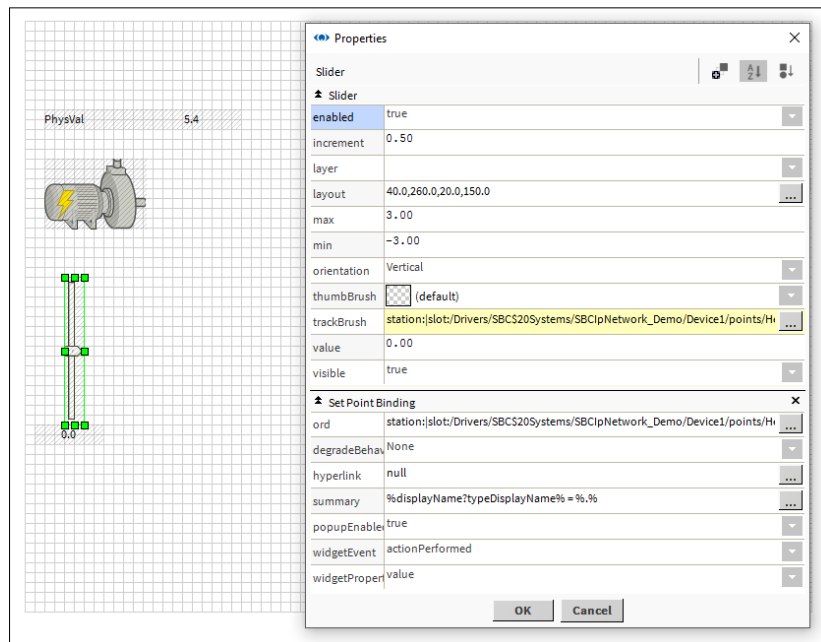 Properties
Slider
Slider
enabled true
increment 0.50
layer
layout 40.0,260.0,20.0,150.0 ...
max 3.00
min -3.00
orientation Vertical
thumbBrush (default)
trackBrush station:|slot:/Drivers/SBC$20Systems/SBCIpNetwork_Demo/Device1/points/He ...
value 0.00
visible true
Set Point Binding
ord station:|slot:/Drivers/SBC$20Systems/SBCIpNetwork_Demo/Device1/points/He ...
degradeBehav None
hyperlink null ...
summary %displayName?typeDisplayName% = %.% ...
popupEnable true
widgetEvent actionPerformed
widgetPropert value
OK Cancel
PhysVal 5.4
0.0